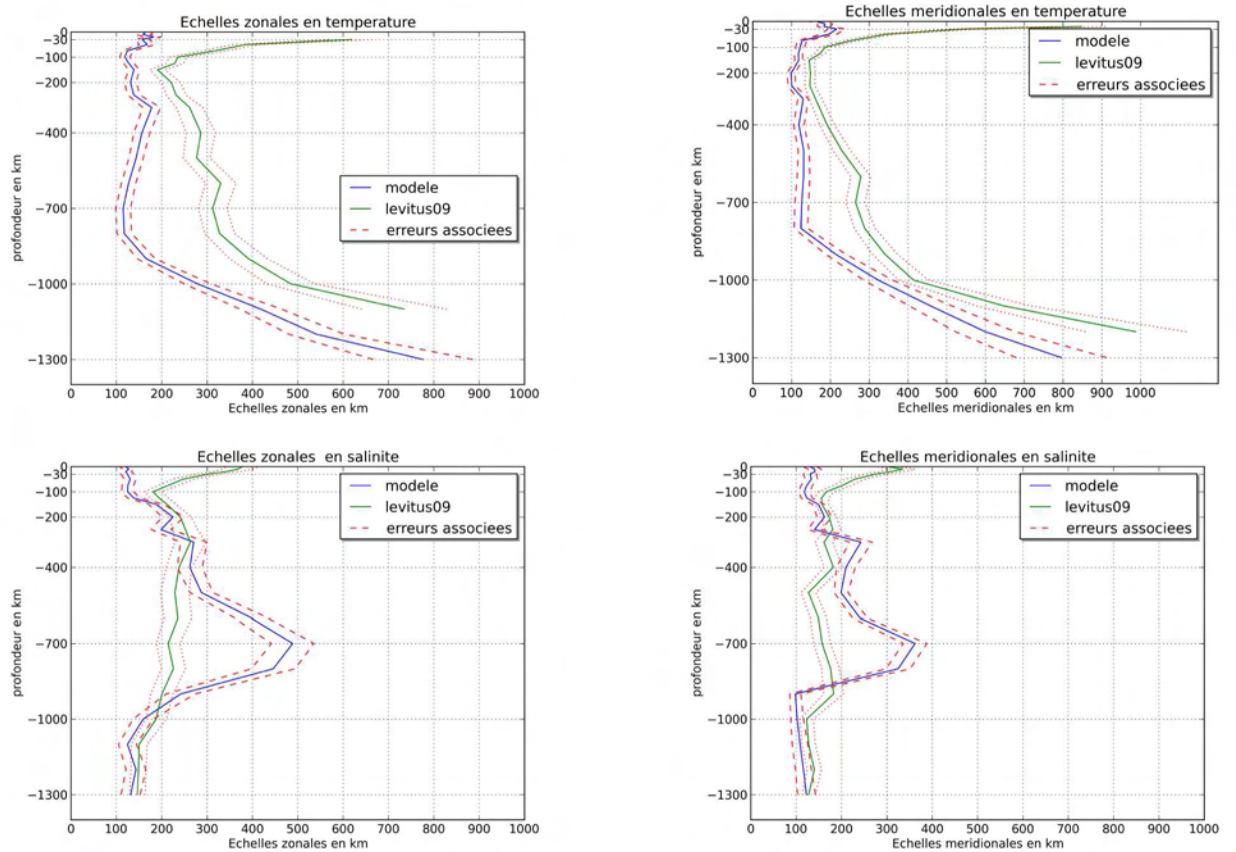 Echelles zonales en temperature
0
−30
−100
−200
−400
−700
−1000
−1300
profondeur en km
modele
levitus09
erreurs associees
0 100 200 300 400 500 600 700 800 900 1000
Echelles zonales en km
Echelles meridionales en temperature
0
−30
−100
−200
−400
−700
−1000
−1300
profondeur en km
modele
levitus09
erreurs associees
0 100 200 300 400 500 600 700 800 900 1000
Echelles meridionales en km
Echelles zonales en salinite
0
−30
−100
−200
−400
−700
−1000
−1300
profondeur en km
modele
levitus09
erreurs associees
0 100 200 300 400 500 600 700 800 900 1000
Echelles zonales en km
Echelles meridionales en salinite
0
−30
−100
−200
−400
−700
−1000
−1300
profondeur en km
modele
levitus09
erreurs associees
0 100 200 300 400 500 600 700 800 900 1000
Echelles meridionales en km